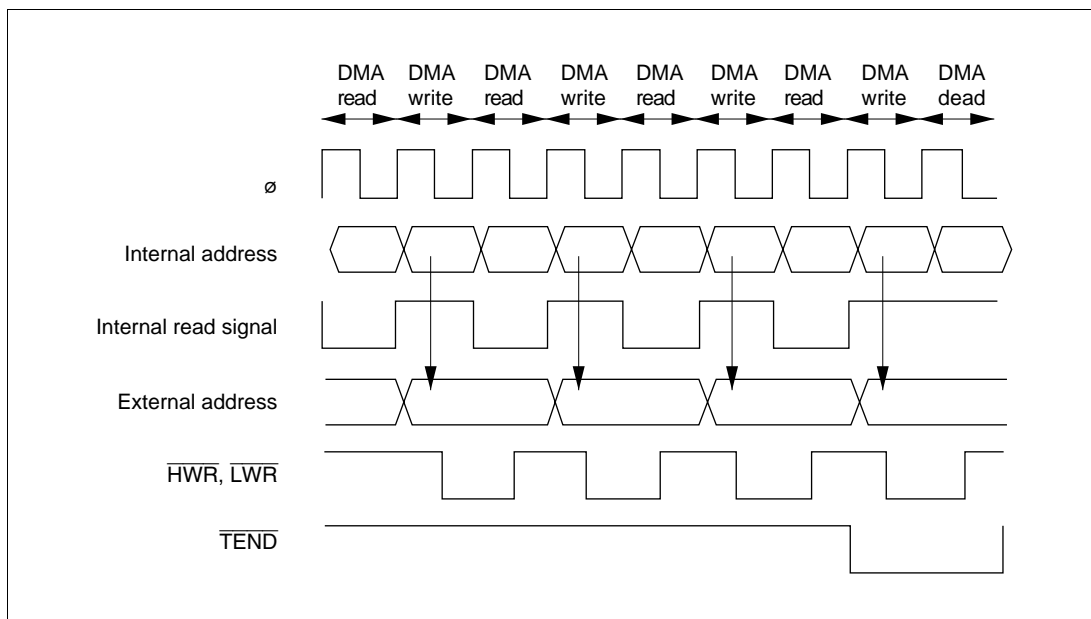 DMA DMA DMA DMA DMA DMA DMA DMA DMA
read write read write read write read write dead
ø
Internal address
Internal read signal
External address
HWR, LWR
TEND